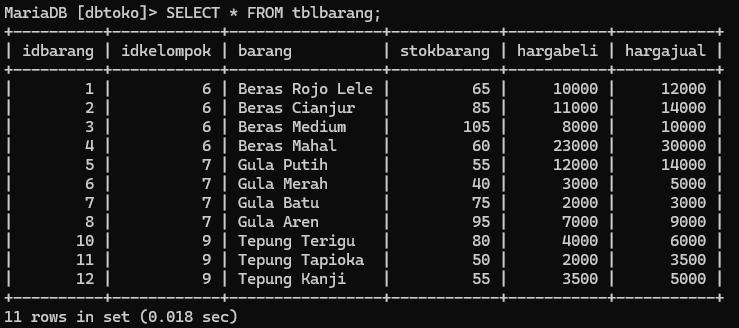 MariaDB [dbtoko]> SELECT * FROM tblbarang;
+----------+------------+-----------------+------------+-----------+-----------+
| idbarang | idkelompok | barang          | stokbarang | hargabeli | hargajual |
+----------+------------+-----------------+------------+-----------+-----------+
|        1 |          6 | Beras Rojo Lele |         65 |     10000 |     12000 |
|        2 |          6 | Beras Cianjur   |         85 |     11000 |     14000 |
|        3 |          6 | Beras Medium    |        105 |      8000 |     10000 |
|        4 |          6 | Beras Mahal     |         60 |     23000 |     30000 |
|        5 |          7 | Gula Putih      |         55 |     12000 |     14000 |
|        6 |          7 | Gula Merah      |         40 |      3000 |      5000 |
|        7 |          7 | Gula Batu       |         75 |      2000 |      3000 |
|        8 |          7 | Gula Aren       |         95 |      7000 |      9000 |
|       10 |          9 | Tepung Terigu   |         80 |      4000 |      6000 |
|       11 |          9 | Tepung Tapioka  |         50 |      2000 |      3500 |
|       12 |          9 | Tepung Kanji    |         55 |      3500 |      5000 |
+----------+------------+-----------------+------------+-----------+-----------+
11 rows in set (0.018 sec)